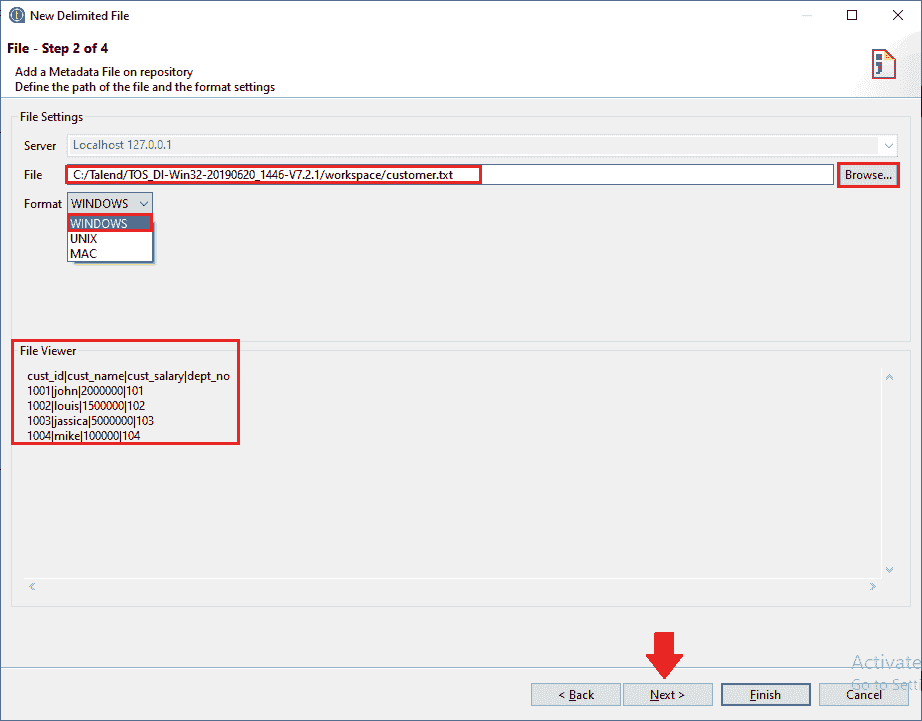 New Delimited File
File - Step 2 of 4
Add a Metadata File on repository
Define the path of the file and the format settings
File Settings
Server Localhost 127.0.0.1
File C:/Talend/TOS_DI-Win32-20190620_1446-V7.2.1/workspace/customer.txt Browse...
Format WINDOWS
WINDOWS
UNIX
MAC
File Viewer
cust_id|cust_name|cust_salary|dept_no
1001|john|2000000|101
1002|louis|1500000|102
1003|jassica|5000000|103
1004|mike|100000|104
Activate
Go to Setti
< Back Next > Finish Cancel